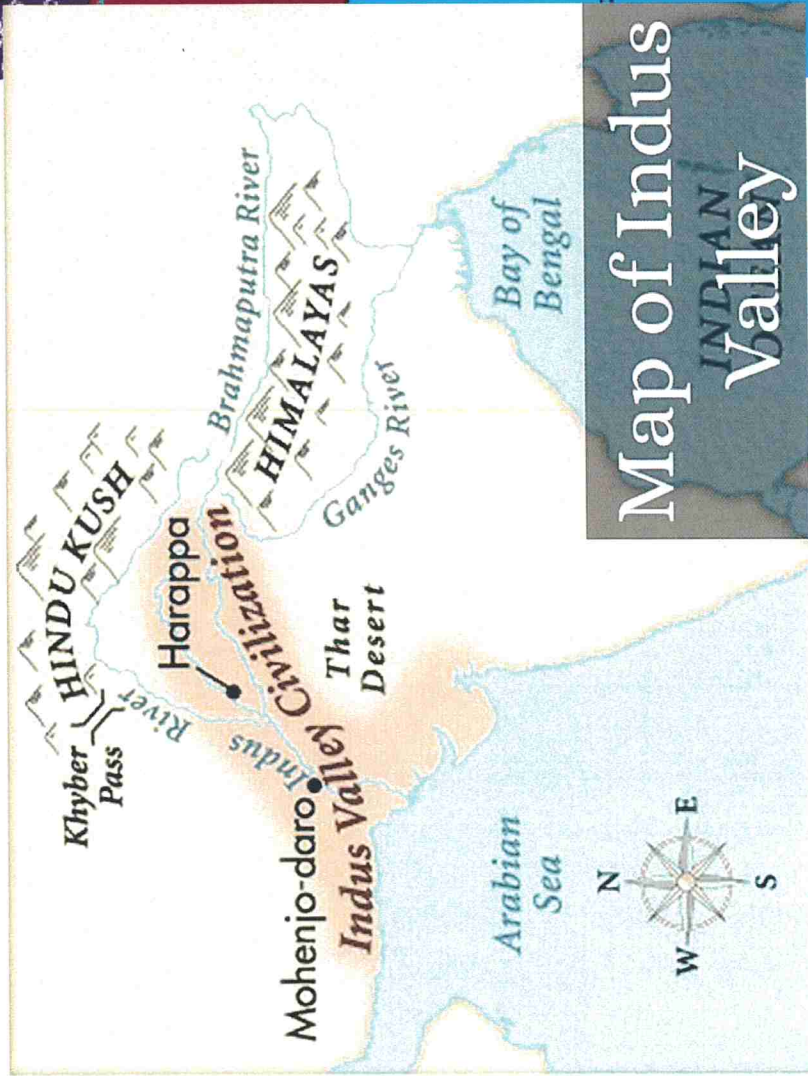 HINDU KUSH
Khyber
Pass
Brahmaputra River
Harappa
HIMALAYAS
Indus River
Ganges River
Mohenjo-daro
Indus Valley Civilization
Thar
Desert
Arabian
Sea
Bay of
Bengal
N
W
E
S
Map of Indus
Valley
INDIAN